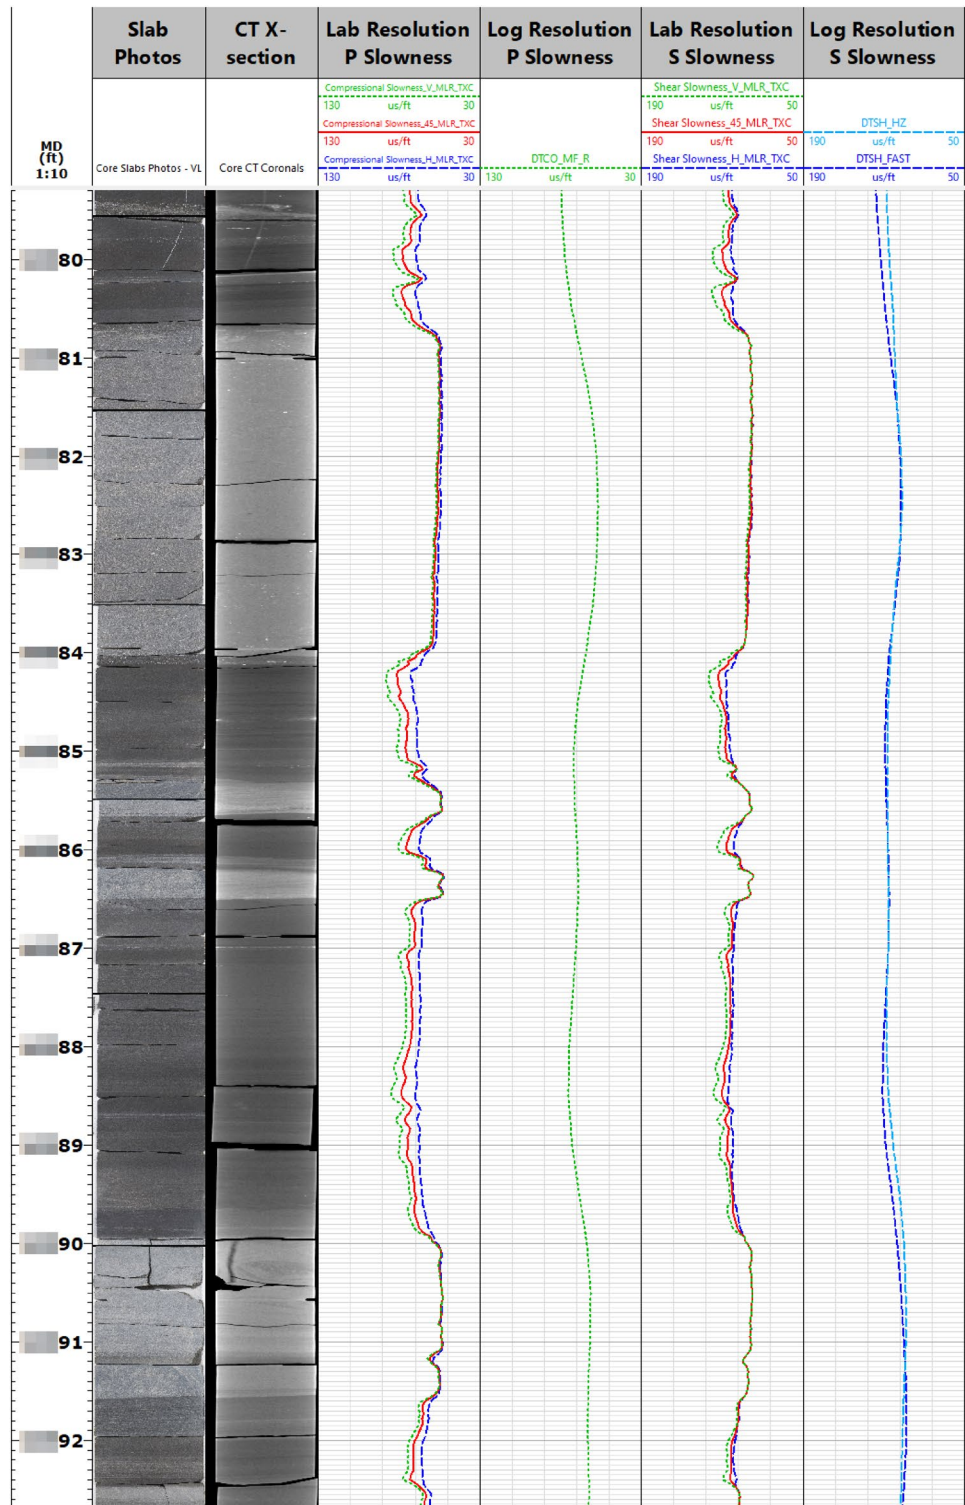 Slab Photos
CT X-section
Lab Resolution P Slowness
Log Resolution P Slowness
Lab Resolution S Slowness
Log Resolution S Slowness
MD
(ft)
1:10
Core Slabs Photos - VL
Core CT Coronals
Compressional Slowness_V_MLR_TXC
130 us/ft 30
Compressional Slowness_45_MLR_TXC
130 us/ft 30
Compressional Slowness_H_MLR_TXC
130 us/ft 30
DTCO_MF_R
130 us/ft 30
Shear Slowness_V_MLR_TXC
190 us/ft 50
Shear Slowness_45_MLR_TXC
190 us/ft 50
Shear Slowness_H_MLR_TXC
190 us/ft 50
DTSH_HZ
190 us/ft 50
DTSH_FAST
190 us/ft 50
80
81
82
83
84
85
86
87
88
89
90
91
92